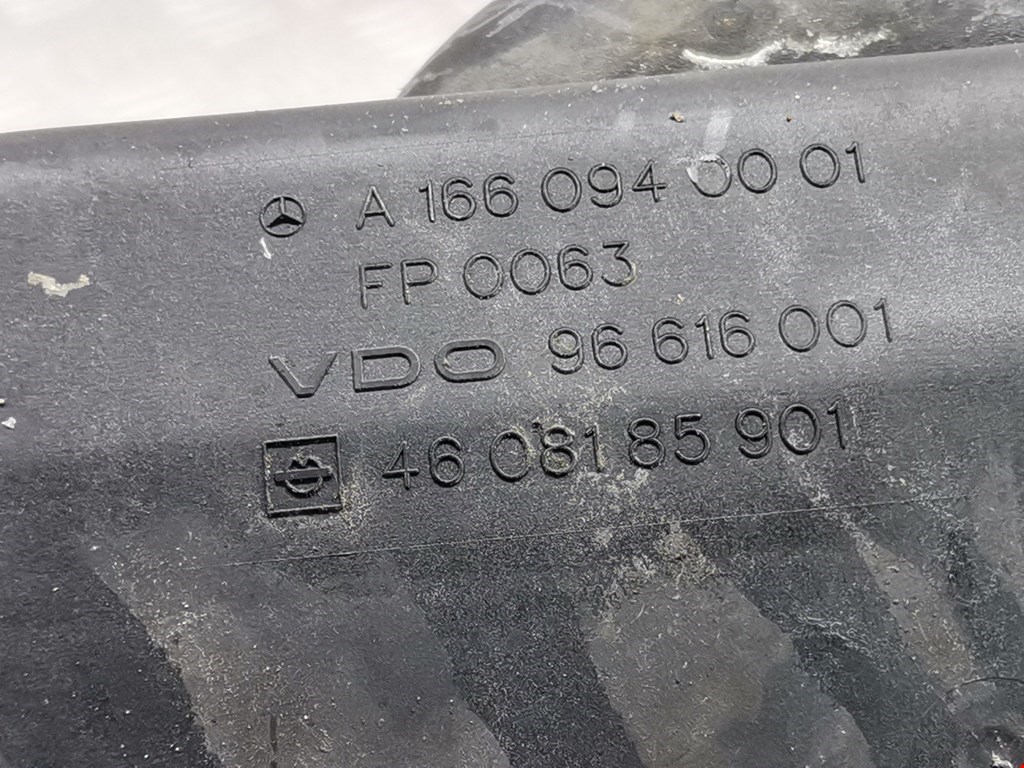 A 166 094 00 01
FP 0063
VDO 96 616 001
46 081 85 901